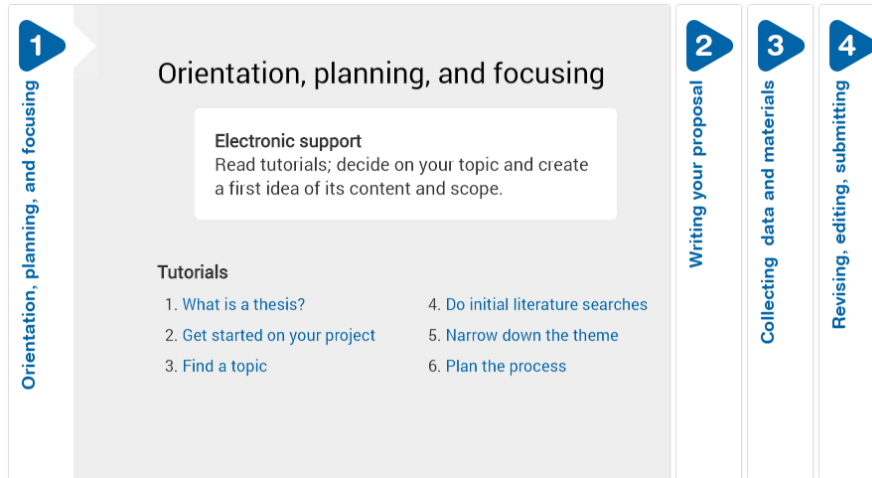 1
Orientation, planning, and focusing
Orientation, planning, and focusing
Electronic support
Read tutorials; decide on your topic and create
a first idea of its content and scope.
Tutorials
1. What is a thesis?
2. Get started on your project
3. Find a topic
4. Do initial literature searches
5. Narrow down the theme
6. Plan the process
2
Writing your proposal
3
Collecting data and materials
4
Revising, editing, submitting